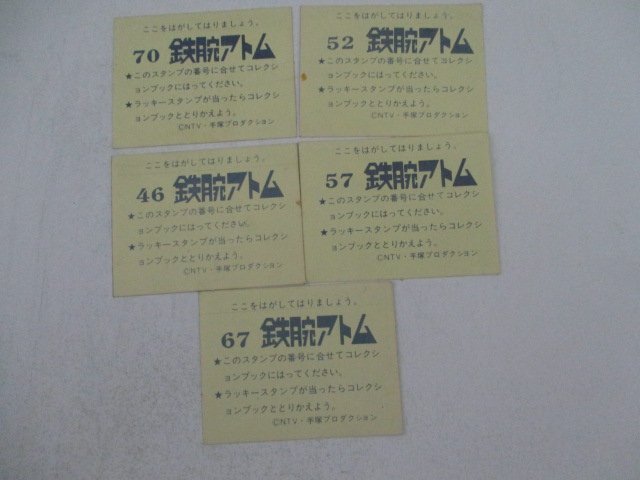 ここをはがしてはりましょう。
70 鉄腕アトム
★このスタンプの番号に合せてコレクシ
ョンブックにはってください。
★ラッキースタンプが当ったらコレクシ
ョンブックととりかえよう。
©NTV・手塚プロダクション
ここをはがしてはりましょう。
52 鉄腕アトム
★このスタンプの番号に合せてコレクシ
ョンブックにはってください。
★ラッキースタンプが当ったらコレクシ
ョンブックととりかえよう。
©NTV・手塚プロダクション
ここをはがしてはりましょう。
46 鉄腕アトム
★このスタンプの番号に合せてコレクシ
ョンブックにはってください。
★ラッキースタンプが当ったらコレクシ
ョンブックととりかえよう。
©NTV・手塚プロダクション
ここをはがしてはりましょう。
57 鉄腕アトム
★このスタンプの番号に合せてコレクシ
ョンブックにはってください。
★ラッキースタンプが当ったらコレクシ
ョンブックととりかえよう。
©NTV・手塚プロダクション
ここをはがしてはりましょう。
67 鉄腕アトム
★このスタンプの番号に合せてコレクシ
ョンブックにはってください。
★ラッキースタンプが当ったらコレクシ
ョンブックととりかえよう。
©NTV・手塚プロダクション